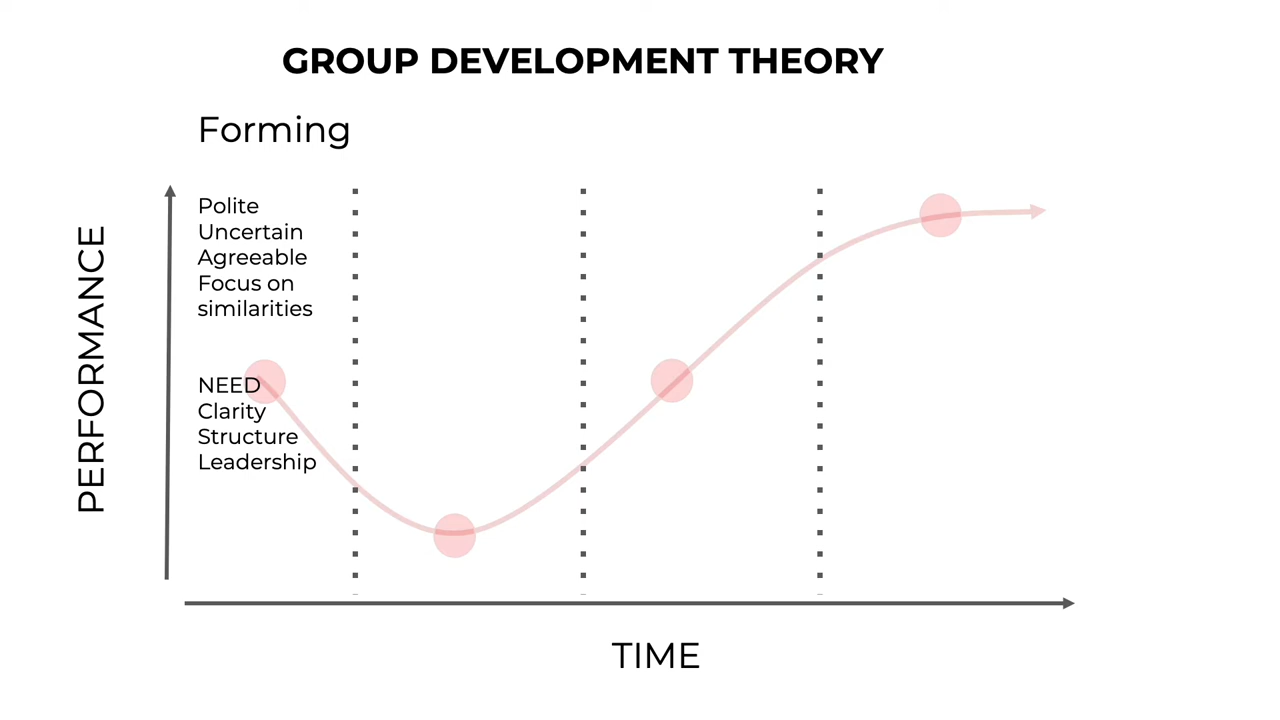 GROUP DEVELOPMENT THEORY
Forming
Polite
Uncertain
Agreeable
Focus on
similarities
NEED
Clarity
Structure
Leadership
PERFORMANCE
TIME